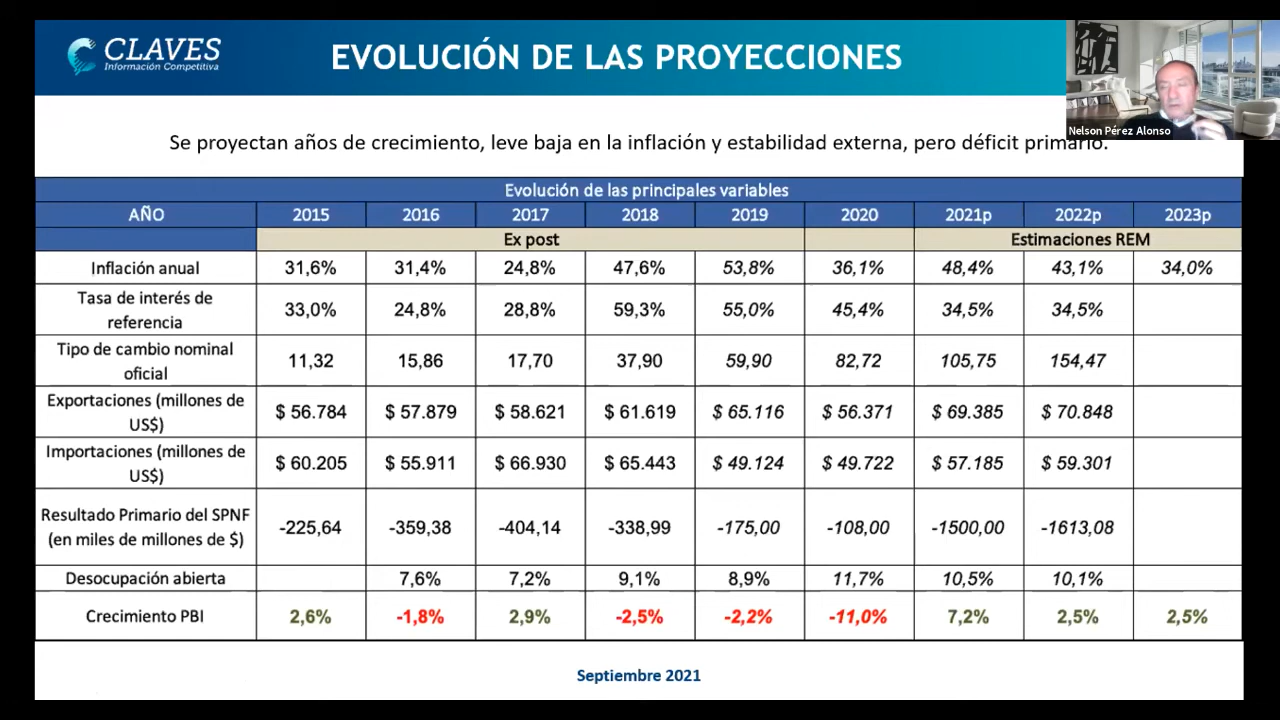 CLAVES
Información Competitiva
EVOLUCIÓN DE LAS PROYECCIONES
Nelson Pérez Alonso
Se proyectan años de crecimiento, leve baja en la inflación y estabilidad externa, pero déficit primario.
Evolución de las principales variables
AÑO 2015 2016 2017 2018 2019 2020 2021p 2022p 2023p
Ex post Estimaciones REM
Inflación anual 31,6% 31,4% 24,8% 47,6% 53,8% 36,1% 48,4% 43,1% 34,0%
Tasa de interés de
referencia 33,0% 24,8% 28,8% 59,3% 55,0% 45,4% 34,5% 34,5%
Tipo de cambio nominal
oficial 11,32 15,86 17,70 37,90 59,90 82,72 105,75 154,47
Exportaciones (millones de
US$) $ 56.784 $ 57.879 $ 58.621 $ 61.619 $ 65.116 $ 56.371 $ 69.385 $ 70.848
Importaciones (millones de
US$) $ 60.205 $ 55.911 $ 66.930 $ 65.443 $ 49.124 $ 49.722 $ 57.185 $ 59.301
Resultado Primario del SPNF
(en miles de millones de $) -225,64 -359,38 -404,14 -338,99 -175,00 -108,00 -1500,00 -1613,08
Desocupación abierta 7,6% 7,2% 9,1% 8,9% 11,7% 10,5% 10,1%
Crecimiento PBI 2,6% -1,8% 2,9% -2,5% -2,2% -11,0% 7,2% 2,5% 2,5%
Septiembre 2021